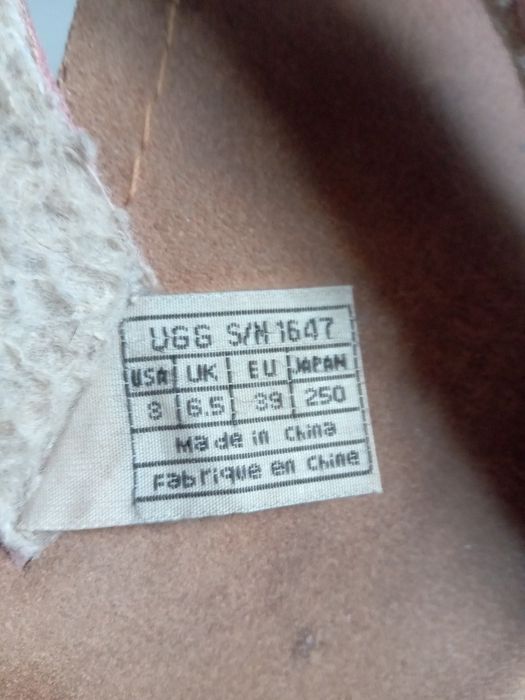 UGG S/N 1647
USA UK EU JAPAN
8 6.5 39 250
Made in China
Fabrique en Chine